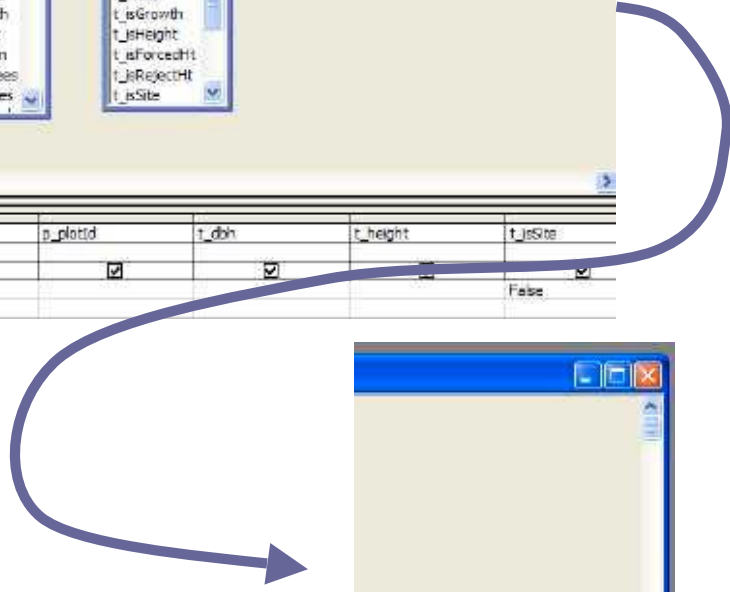 t_isGrowth
t_isHeight
t_isForcedHt
t_isRejectHt
t_isSite
p_plotId t_dbh t_height t_isSite
False